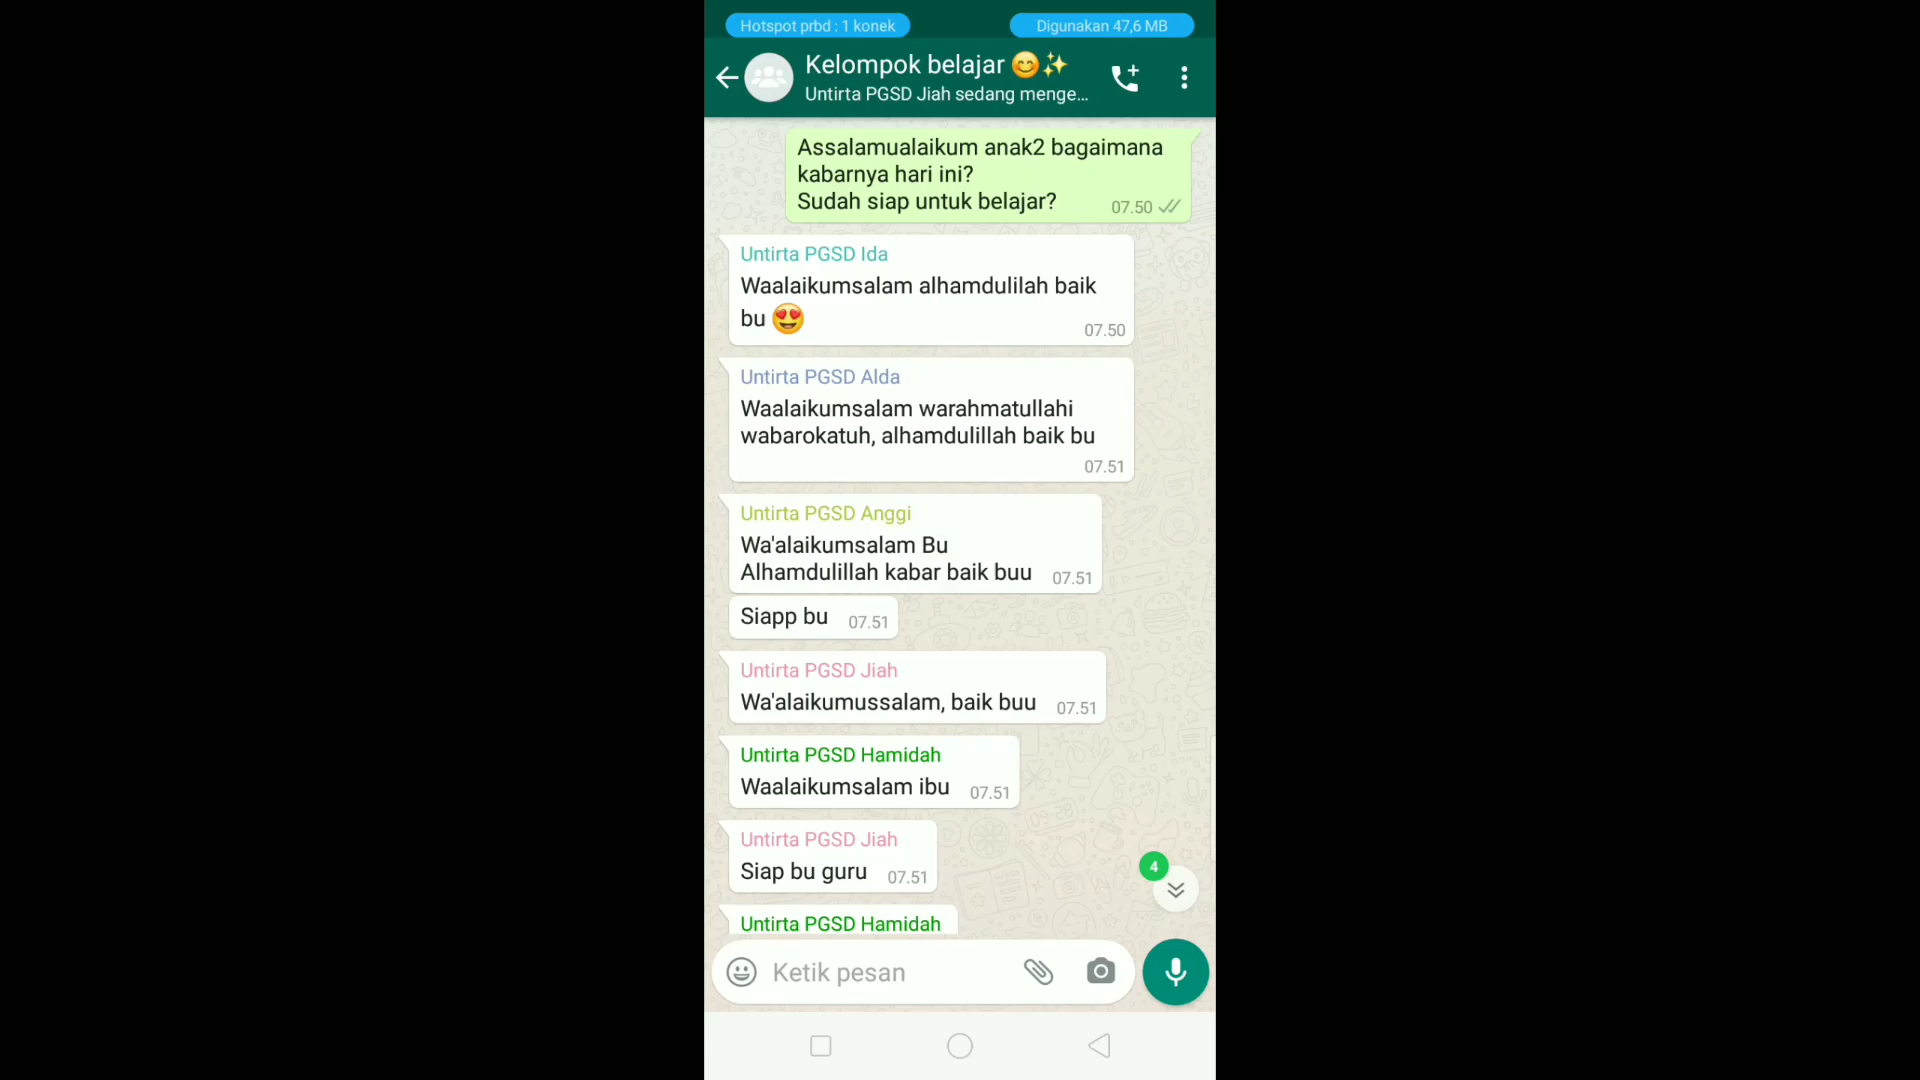 Hotspot prbd : 1 konek
Digunakan 47,6 MB
Kelompok belajar 😊✨
Untirta PGSD Jiah sedang menge...
Assalamualaikum anak2 bagaimana
kabarnya hari ini?
Sudah siap untuk belajar? 07.50
Untirta PGSD Ida
Waalaikumsalam alhamdulilah baik
bu 😍 07.50
Untirta PGSD Alda
Waalaikumsalam warahmatullahi
wabarokatuh, alhamdulillah baik bu
07.51
Untirta PGSD Anggi
Wa'alaikumsalam Bu
Alhamdulillah kabar baik buu 07.51
Siapp bu 07.51
Untirta PGSD Jiah
Wa'alaikumussalam, baik buu 07.51
Untirta PGSD Hamidah
Waalaikumsalam ibu 07.51
Untirta PGSD Jiah
Siap bu guru 07.51
4
Untirta PGSD Hamidah
Ketik pesan